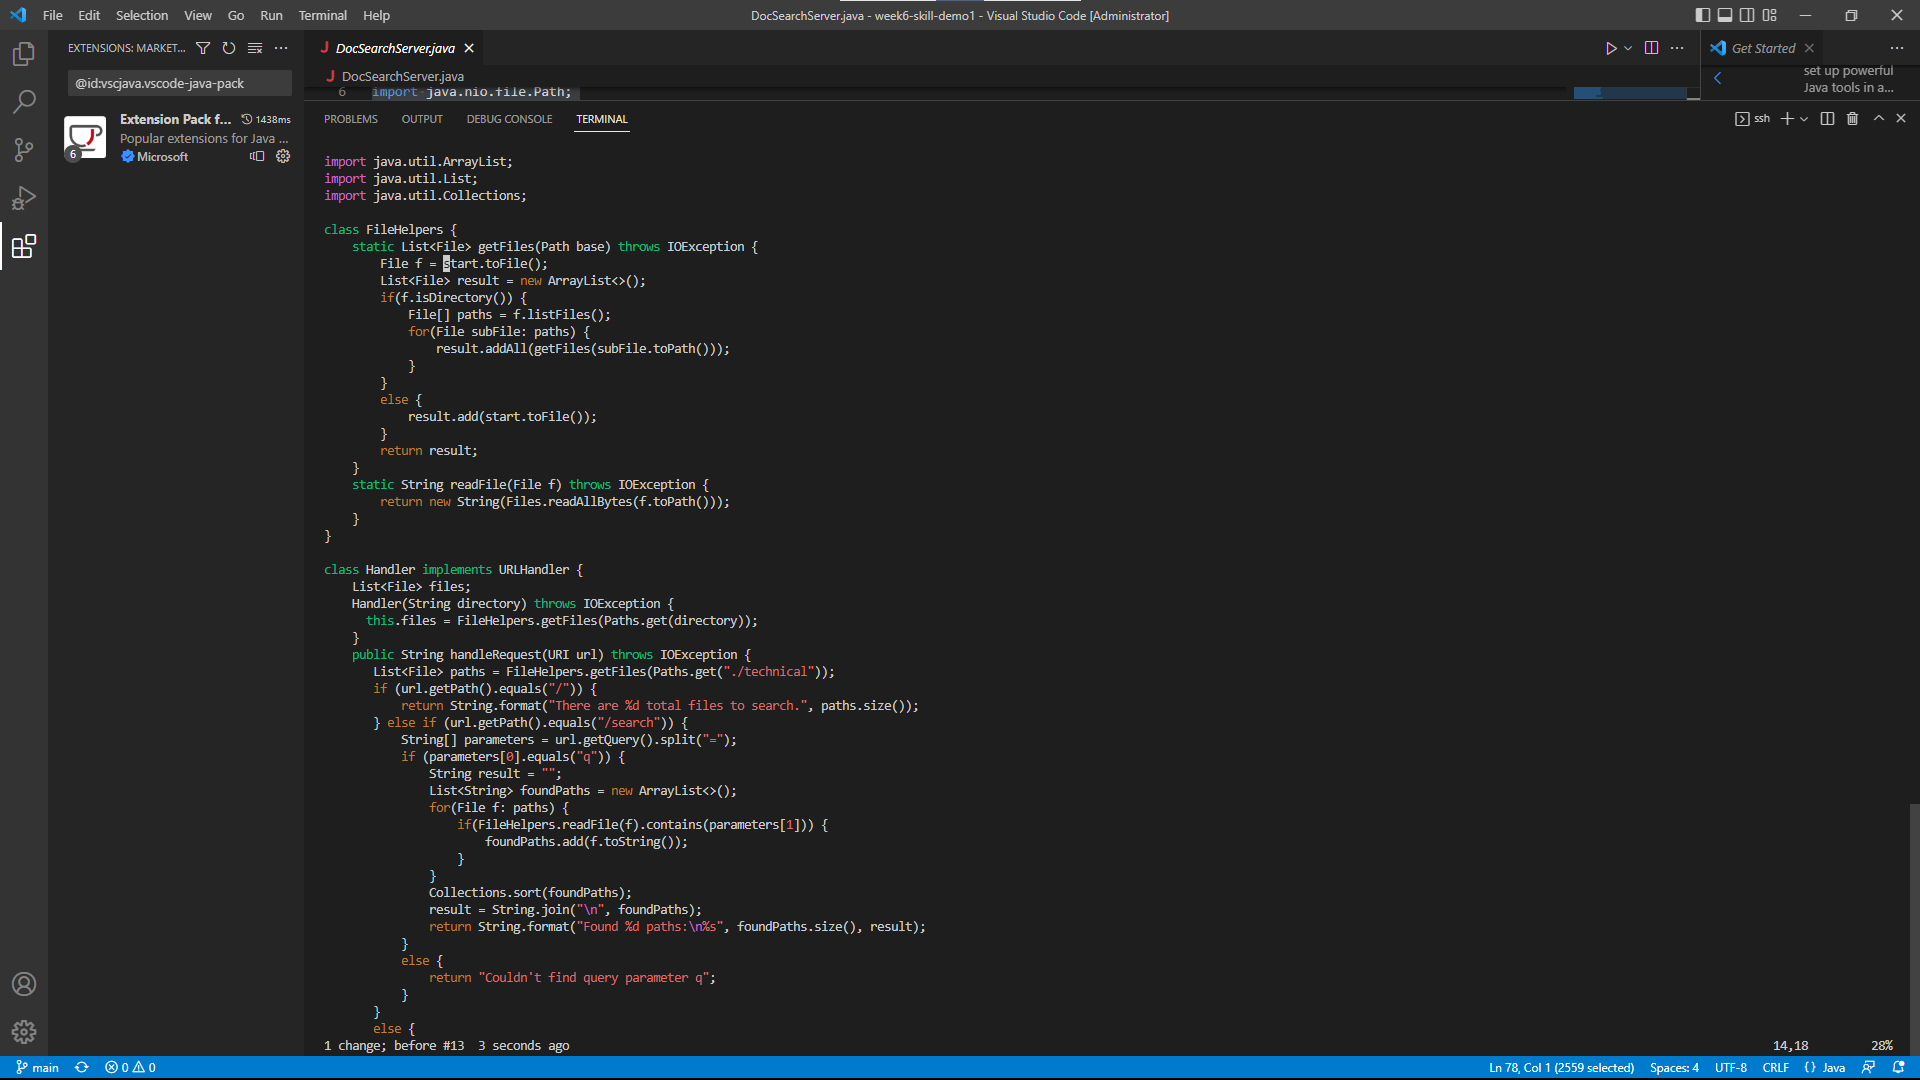 File Edit Selection View Go Run Terminal Help
DocSearchServer.java - week6-skill-demo1 - Visual Studio Code [Administrator]
EXTENSIONS: MARKET...
@id:vscjava.vscode-java-pack
Extension Pack f... 1438ms
Popular extensions for Java ...
Microsoft
6
DocSearchServer.java
DocSearchServer.java
6 import java.nio.file.Path;
Get Started
set up powerful
Java tools in a...
PROBLEMS OUTPUT DEBUG CONSOLE TERMINAL
ssh
import java.util.ArrayList;
import java.util.List;
import java.util.Collections;
class FileHelpers {
static List<File> getFiles(Path base) throws IOException {
File f = start.toFile();
List<File> result = new ArrayList<>();
if(f.isDirectory()) {
File[] paths = f.listFiles();
for(File subFile: paths) {
result.addAll(getFiles(subFile.toPath()));
}
}
else {
result.add(start.toFile());
}
return result;
}
static String readFile(File f) throws IOException {
return new String(Files.readAllBytes(f.toPath()));
}
}
class Handler implements URLHandler {
List<File> files;
Handler(String directory) throws IOException {
this.files = FileHelpers.getFiles(Paths.get(directory));
}
public String handleRequest(URI url) throws IOException {
List<File> paths = FileHelpers.getFiles(Paths.get("./technical"));
if (url.getPath().equals("/")) {
return String.format("There are %d total files to search.", paths.size());
} else if (url.getPath().equals("/search")) {
String[] parameters = url.getQuery().split("=");
if (parameters[0].equals("q")) {
String result = "";
List<String> foundPaths = new ArrayList<>();
for(File f: paths) {
if(FileHelpers.readFile(f).contains(parameters[1])) {
foundPaths.add(f.toString());
}
}
Collections.sort(foundPaths);
result = String.join("\n", foundPaths);
return String.format("Found %d paths:\n%s", foundPaths.size(), result);
}
else {
return "Couldn't find query parameter q";
}
}
else {
1 change; before #13 3 seconds ago 14,18 28%
main 0 0 Ln 78, Col 1 (2559 selected) Spaces: 4 UTF-8 CRLF {} Java